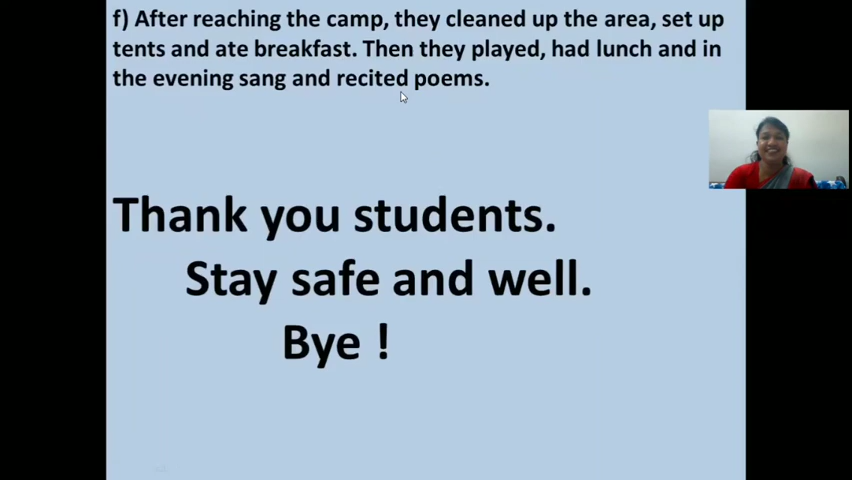 f) After reaching the camp, they cleaned up the area, set up
tents and ate breakfast. Then they played, had lunch and in
the evening sang and recited poems.
Thank you students.
Stay safe and well.
Bye !